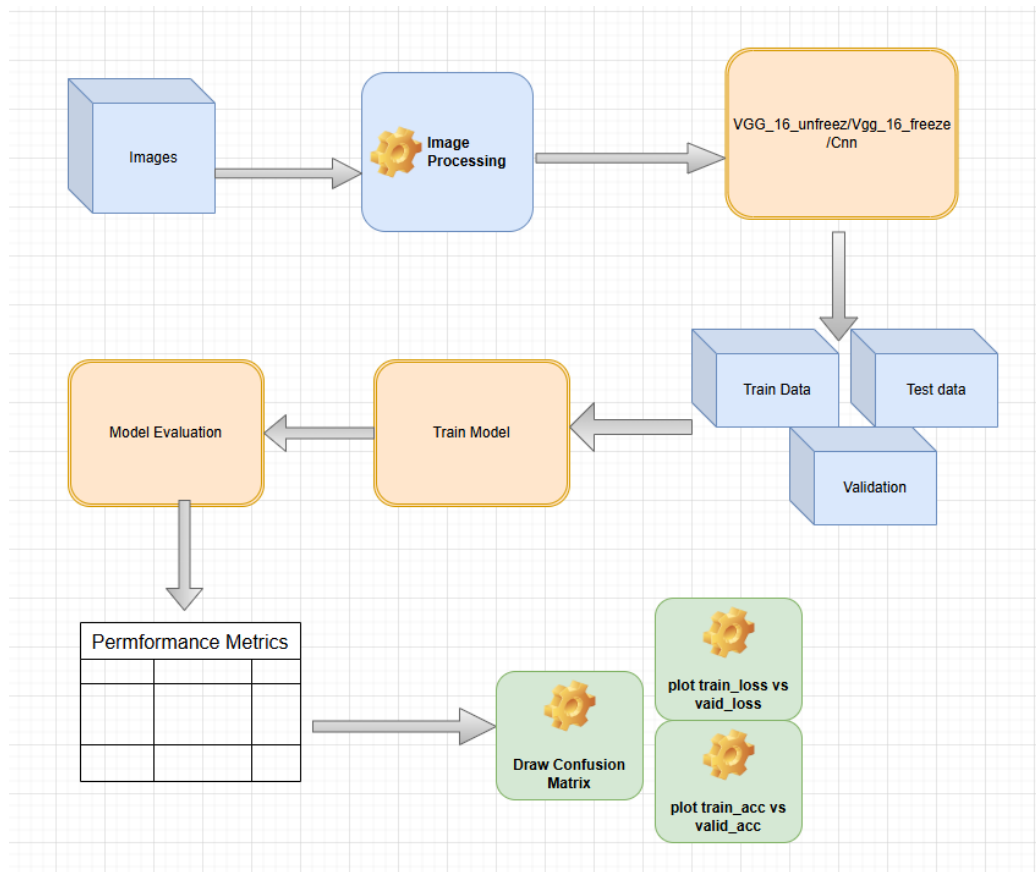 Images
Image
Processing
VGG_16_unfreez/Vgg_16_freeze
/Cnn
Train Data
Test data
Validation
Train Model
Model Evaluation
Permformance Metrics
Draw Confusion
Matrix
plot train_loss vs
vaid_loss
plot train_acc vs
valid_acc